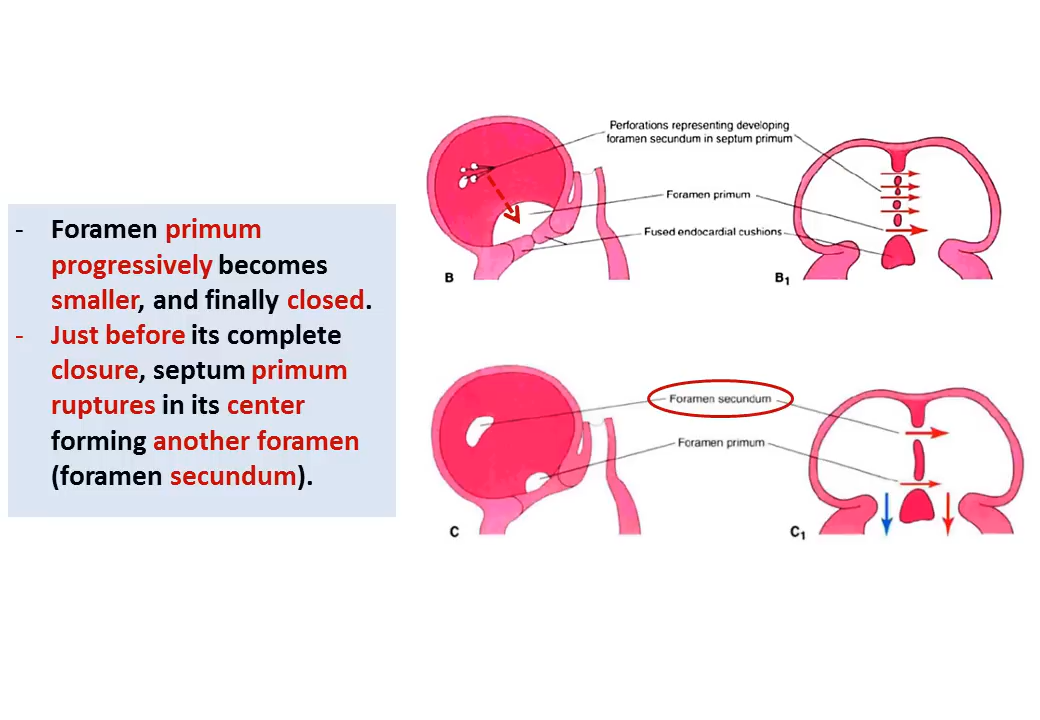 - Foramen primum
progressively becomes
smaller, and finally closed.
- Just before its complete
closure, septum primum
ruptures in its center
forming another foramen
(foramen secundum).
Perforations representing developing
foramen secundum in septum primum
Foramen primum
Fused endocardial cushions
B
B1
Foramen secundum
Foramen primum
C
C1